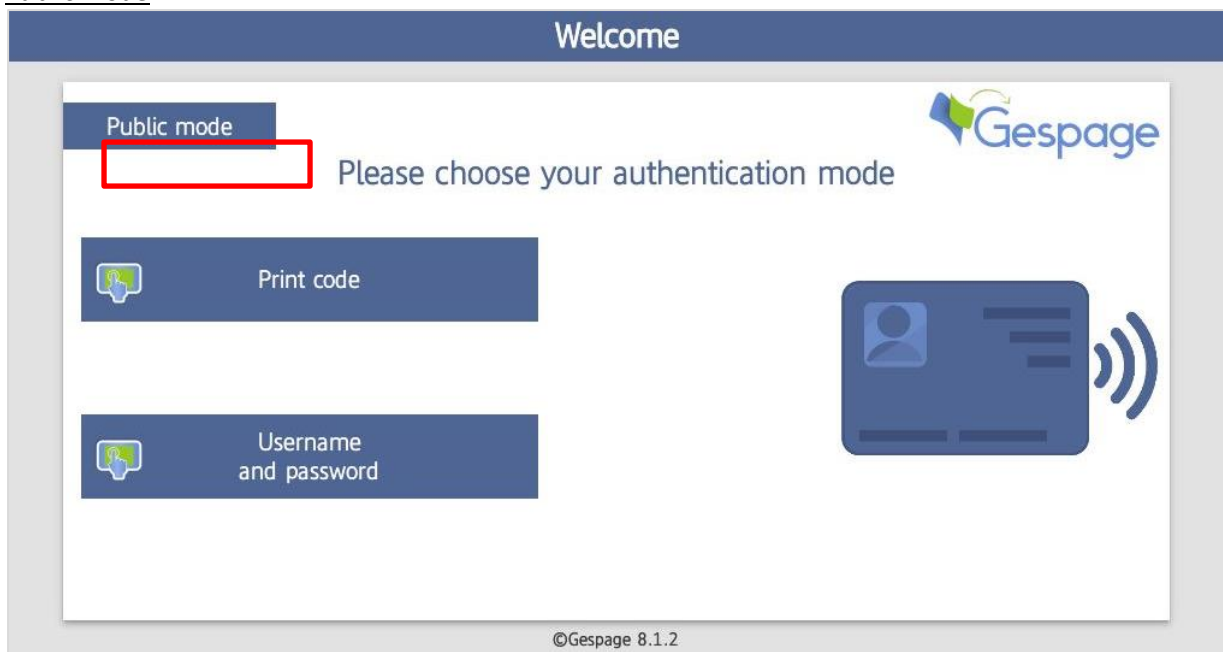 Welcome
Public mode
Gespage
Please choose your authentication mode
Print code
Username
and password
©Gespage 8.1.2